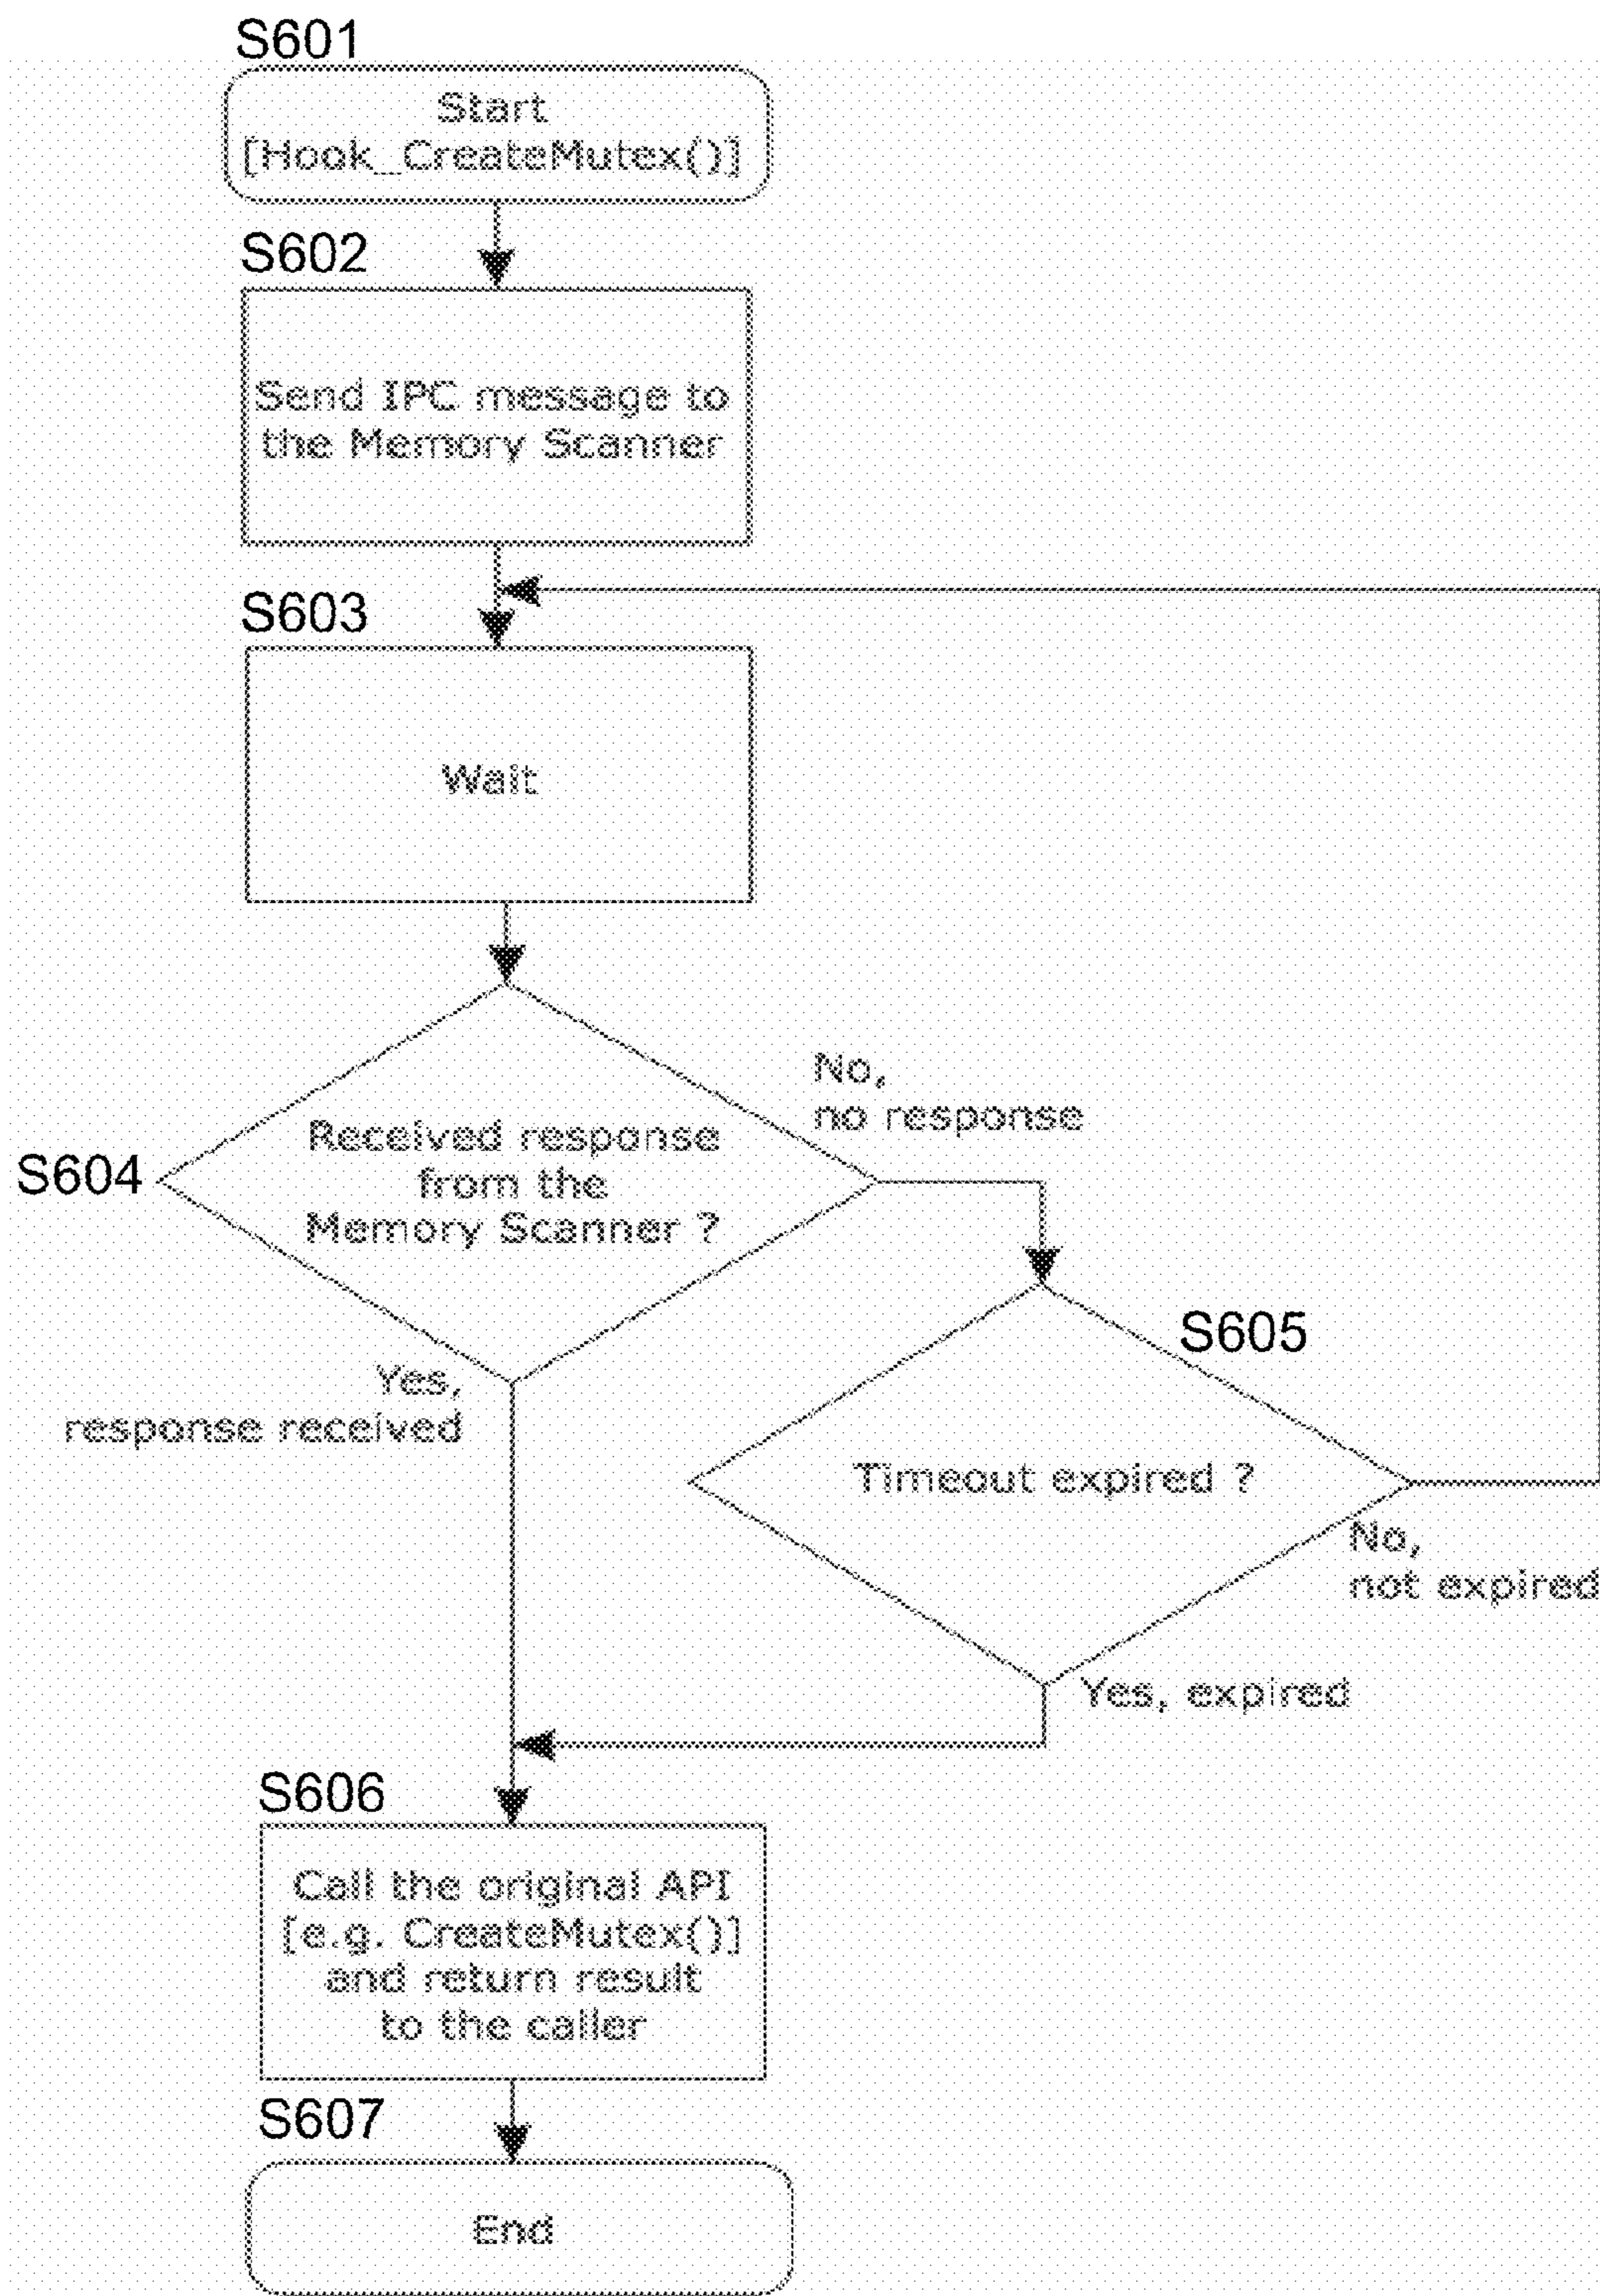 S601
Start
[Hook_CreateMutex()]
S602
Send IPC message to
the Memory Scanner
S603
Wait
No,
no response
Received response
from the
Memory Scanner ?
S604
S605
Yes,
response received
Timeout expired ?
No,
not expired
Yes, expired
S606
Call the original API
[e.g. CreateMutex()]
and return result
to the caller
S607
End